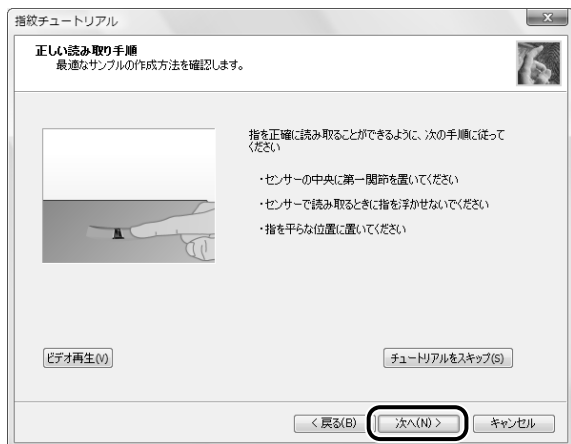 指紋チュートリアル
正しい読み取り手順
最適なサンプルの作成方法を確認します。
指を正確に読み取ることができるように、次の手順に従って
ください
・センサーの中央に第一関節を置いてください
・センサーで読み取るときに指を浮かせないでください
・指を平らな位置に置いてください
ビデオ再生(V)
チュートリアルをスキップ(S)
< 戻る(B)
次へ(N) >
キャンセル